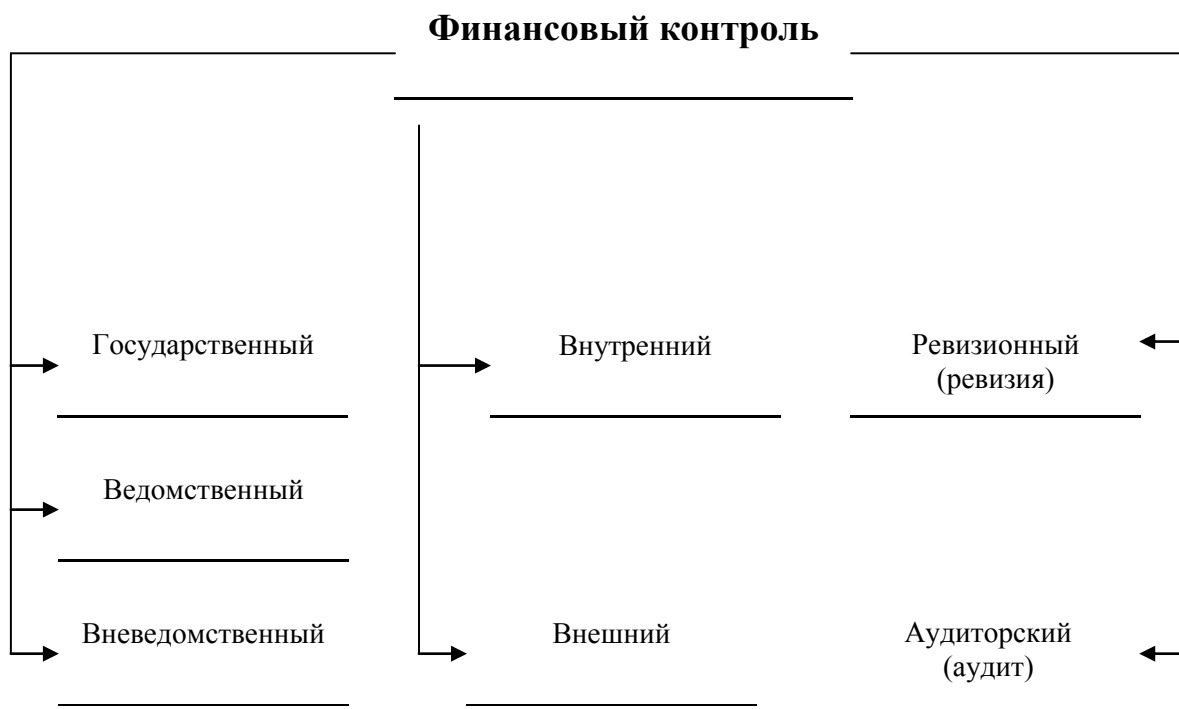 Финансовый контроль
Государственный
Внутренний
Ревизионный
(ревизия)
Ведомственный
Вневедомственный
Внешний
Аудиторский
(аудит)